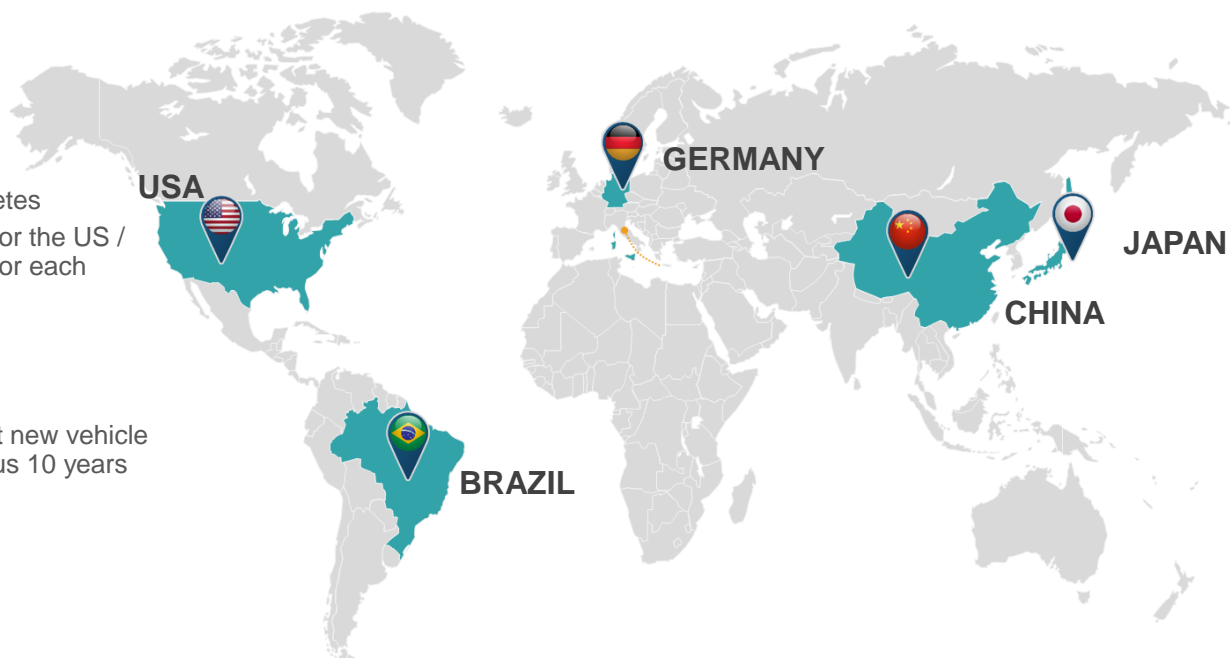 GERMANY
USA
etes
or the US /
or each
JAPAN
CHINA
t new vehicle
us 10 years
BRAZIL